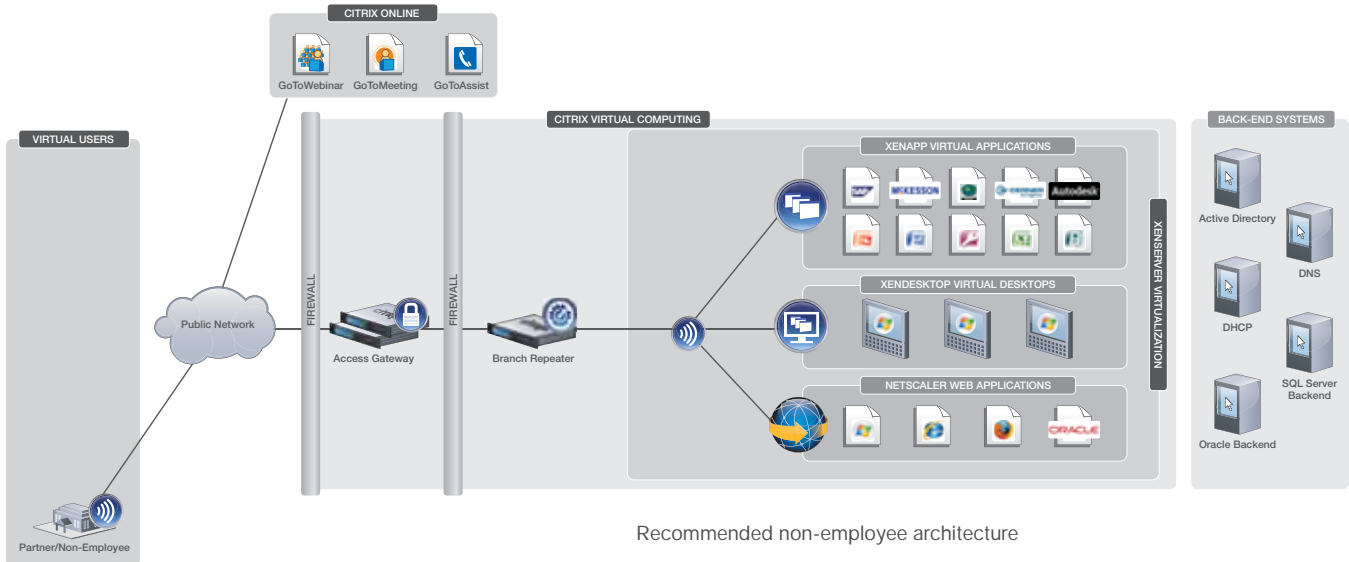 CITRIX ONLINE
GoToWebinar
GoToMeeting
GoToAssist
VIRTUAL USERS
Public Network
Partner/Non-Employee
FIREWALL
Access Gateway
FIREWALL
Branch Repeater
CITRIX VIRTUAL COMPUTING
XENAPP VIRTUAL APPLICATIONS
SAP
MCKESSON
CERNER
Autodesk
XENDESKTOP VIRTUAL DESKTOPS
NETSCALER WEB APPLICATIONS
ORACLE
XENSERVER VIRTUALIZATION
BACK-END SYSTEMS
Active Directory
DNS
DHCP
SQL Server
Backend
Oracle Backend
Recommended non-employee architecture